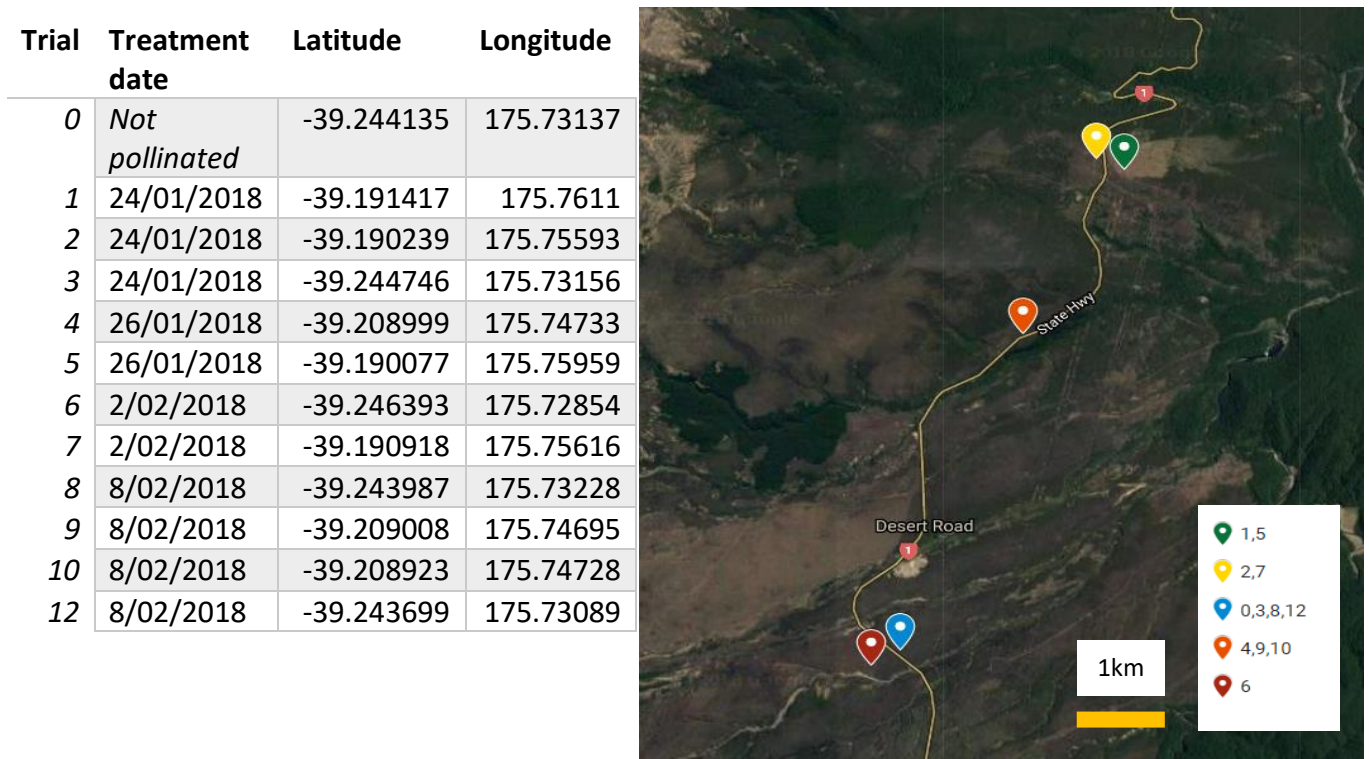 Trial Treatment date Latitude Longitude
0 Not pollinated -39.244135 175.73137
1 24/01/2018 -39.191417 175.7611
2 24/01/2018 -39.190239 175.75593
3 24/01/2018 -39.244746 175.73156
4 26/01/2018 -39.208999 175.74733
5 26/01/2018 -39.190077 175.75959
6 2/02/2018 -39.246393 175.72854
7 2/02/2018 -39.190918 175.75616
8 8/02/2018 -39.243987 175.73228
9 8/02/2018 -39.209008 175.74695
10 8/02/2018 -39.208923 175.74728
12 8/02/2018 -39.243699 175.73089
1
State Hwy
Desert Road
1
1km
1,5
2,7
0,3,8,12
4,9,10
6